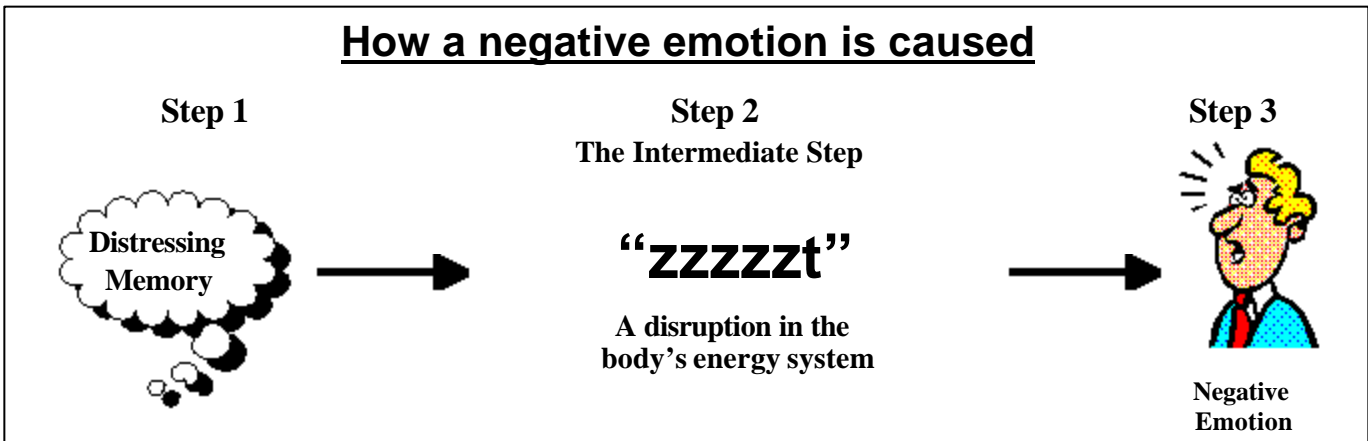 How a negative emotion is caused
Step 1
Distressing
Memory
Step 2
The Intermediate Step
“zzzzzt”
A disruption in the
body’s energy system
Step 3
Negative
Emotion